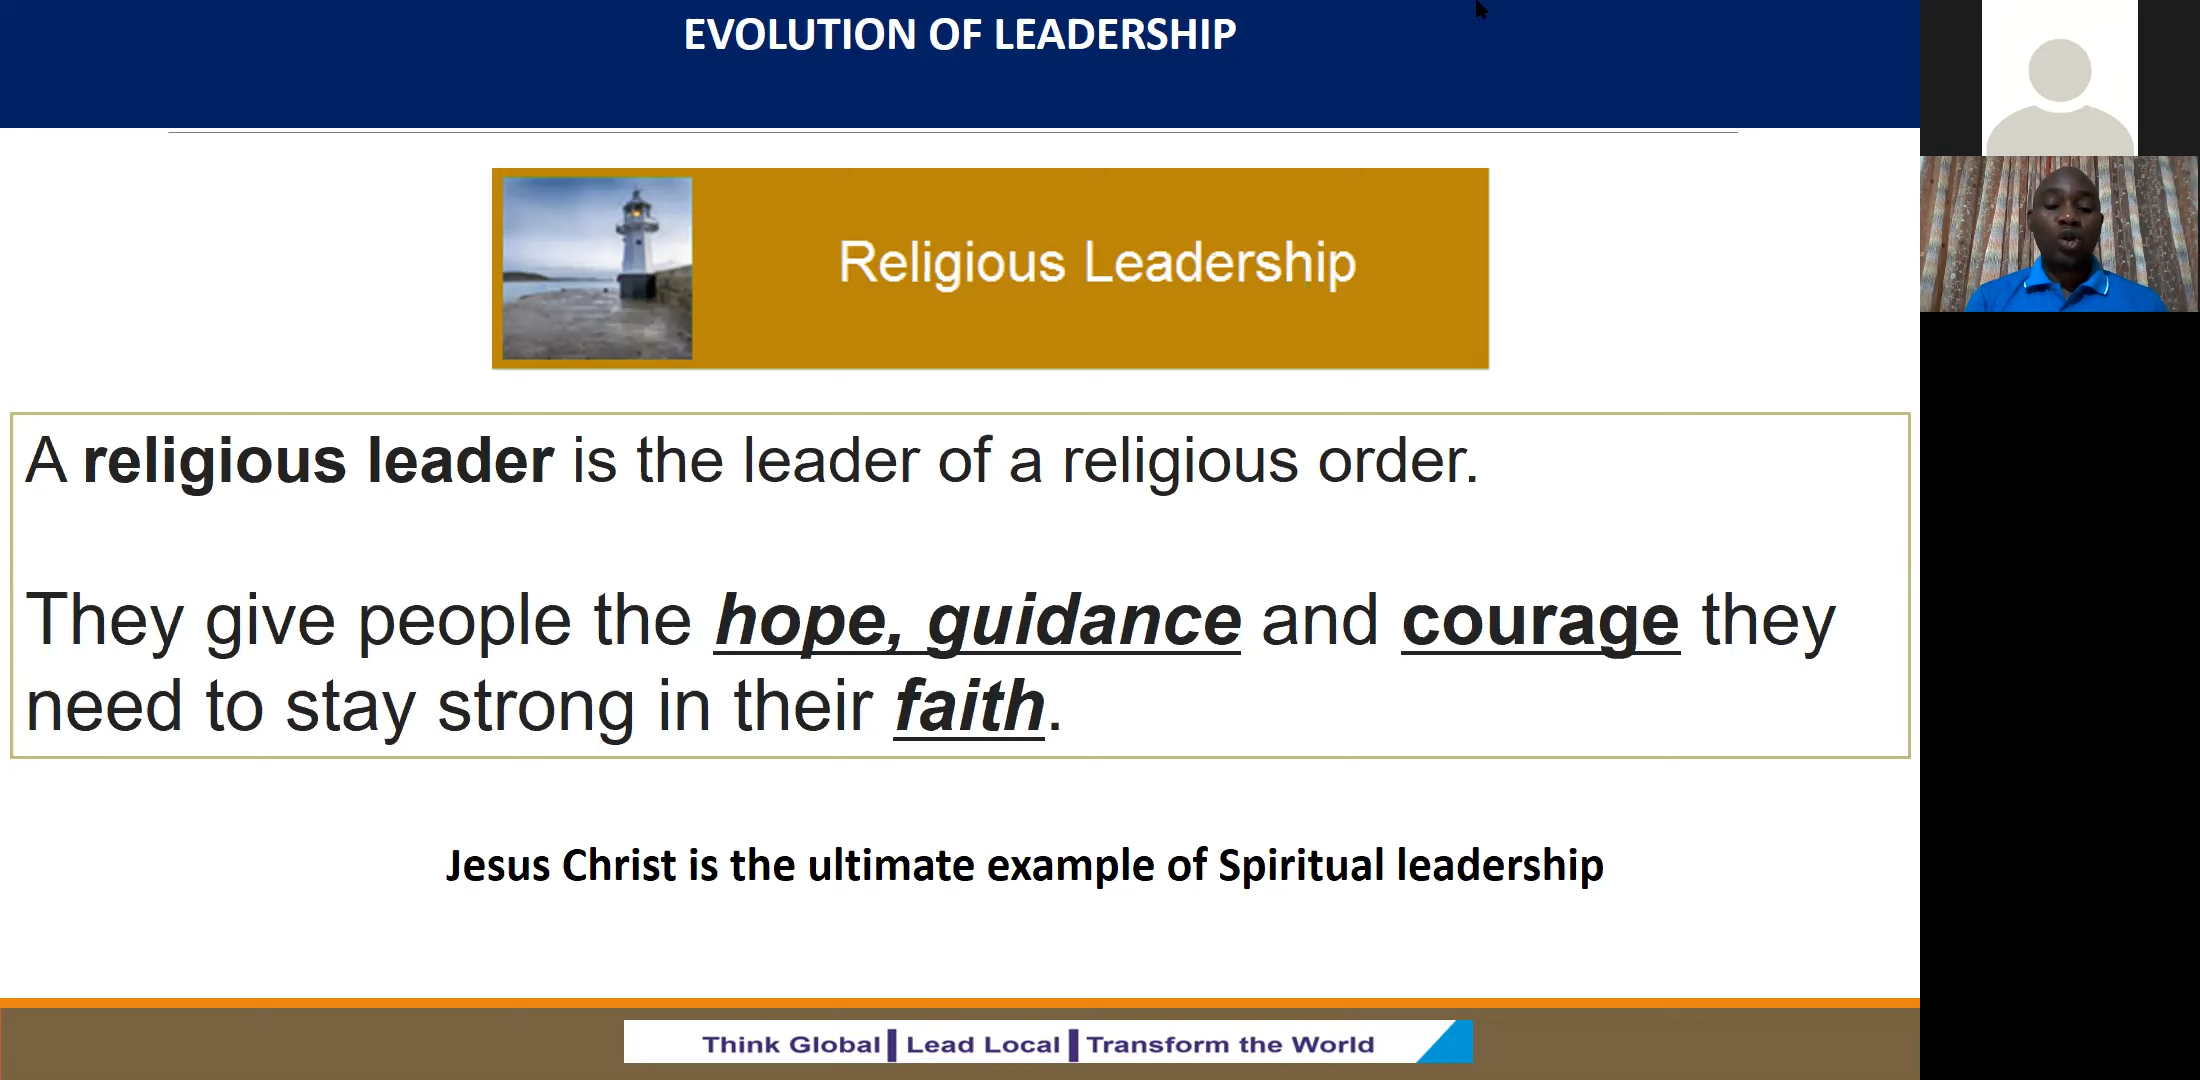 EVOLUTION OF LEADERSHIP
Religious Leadership
A religious leader is the leader of a religious order.
They give people the hope, guidance and courage they
need to stay strong in their faith.
Jesus Christ is the ultimate example of Spiritual leadership
Think Global | Lead Local | Transform the World